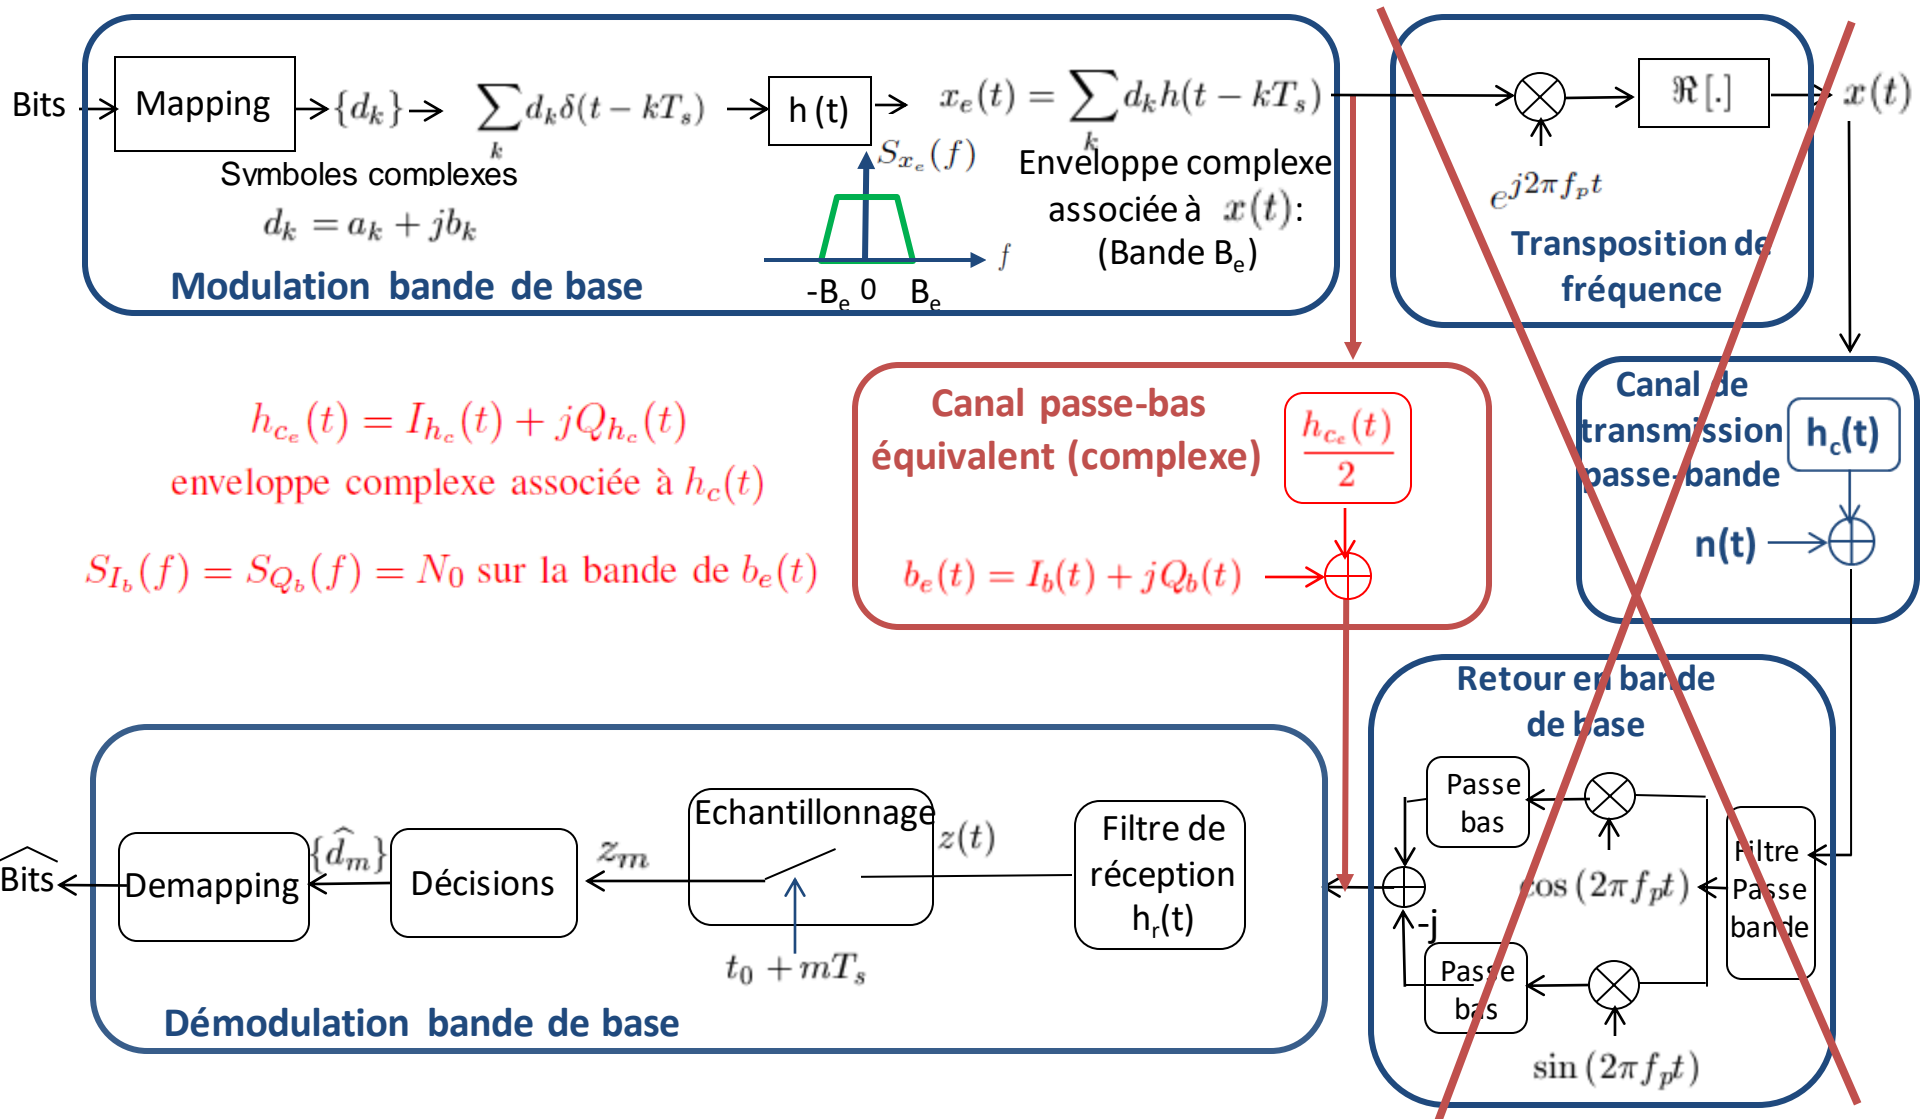 Bits
Mapping
{d_k}
\sum_k d_k δ(t − kT_s)
h (t)
x_e(t) = \sum_k d_k h(t − kT_s)
Symboles complexes
d_k = a_k + jb_k
S_{x_e}(f)
f
-B_e 0 B_e
Enveloppe complexe
associée à x(t):
(Bande B_e)
Modulation bande de base
ℜ[.]
x(t)
e^{j2πf_p t}
Transposition de
fréquence
h_{c_e}(t) = I_{h_c}(t) + jQ_{h_c}(t)
enveloppe complexe associée à h_c(t)
S_{I_b}(f) = S_{Q_b}(f) = N_0 sur la bande de b_e(t)
Canal passe-bas
équivalent (complexe)
h_{c_e}(t)
2
b_e(t) = I_b(t) + jQ_b(t)
Canal de
transmission
passe-bande
h_c(t)
n(t)
Retour en bande
de base
Passe
bas
cos (2πf_p t)
Filtre
Passe
bande
-j
Passe
bas
sin (2πf_p t)
Filtre de
réception
h_r(t)
z(t)
Echantillonnage
t_0 + mT_s
z_m
Décisions
{\widehat{d}_m}
Demapping
\widehat{Bits}
Démodulation bande de base